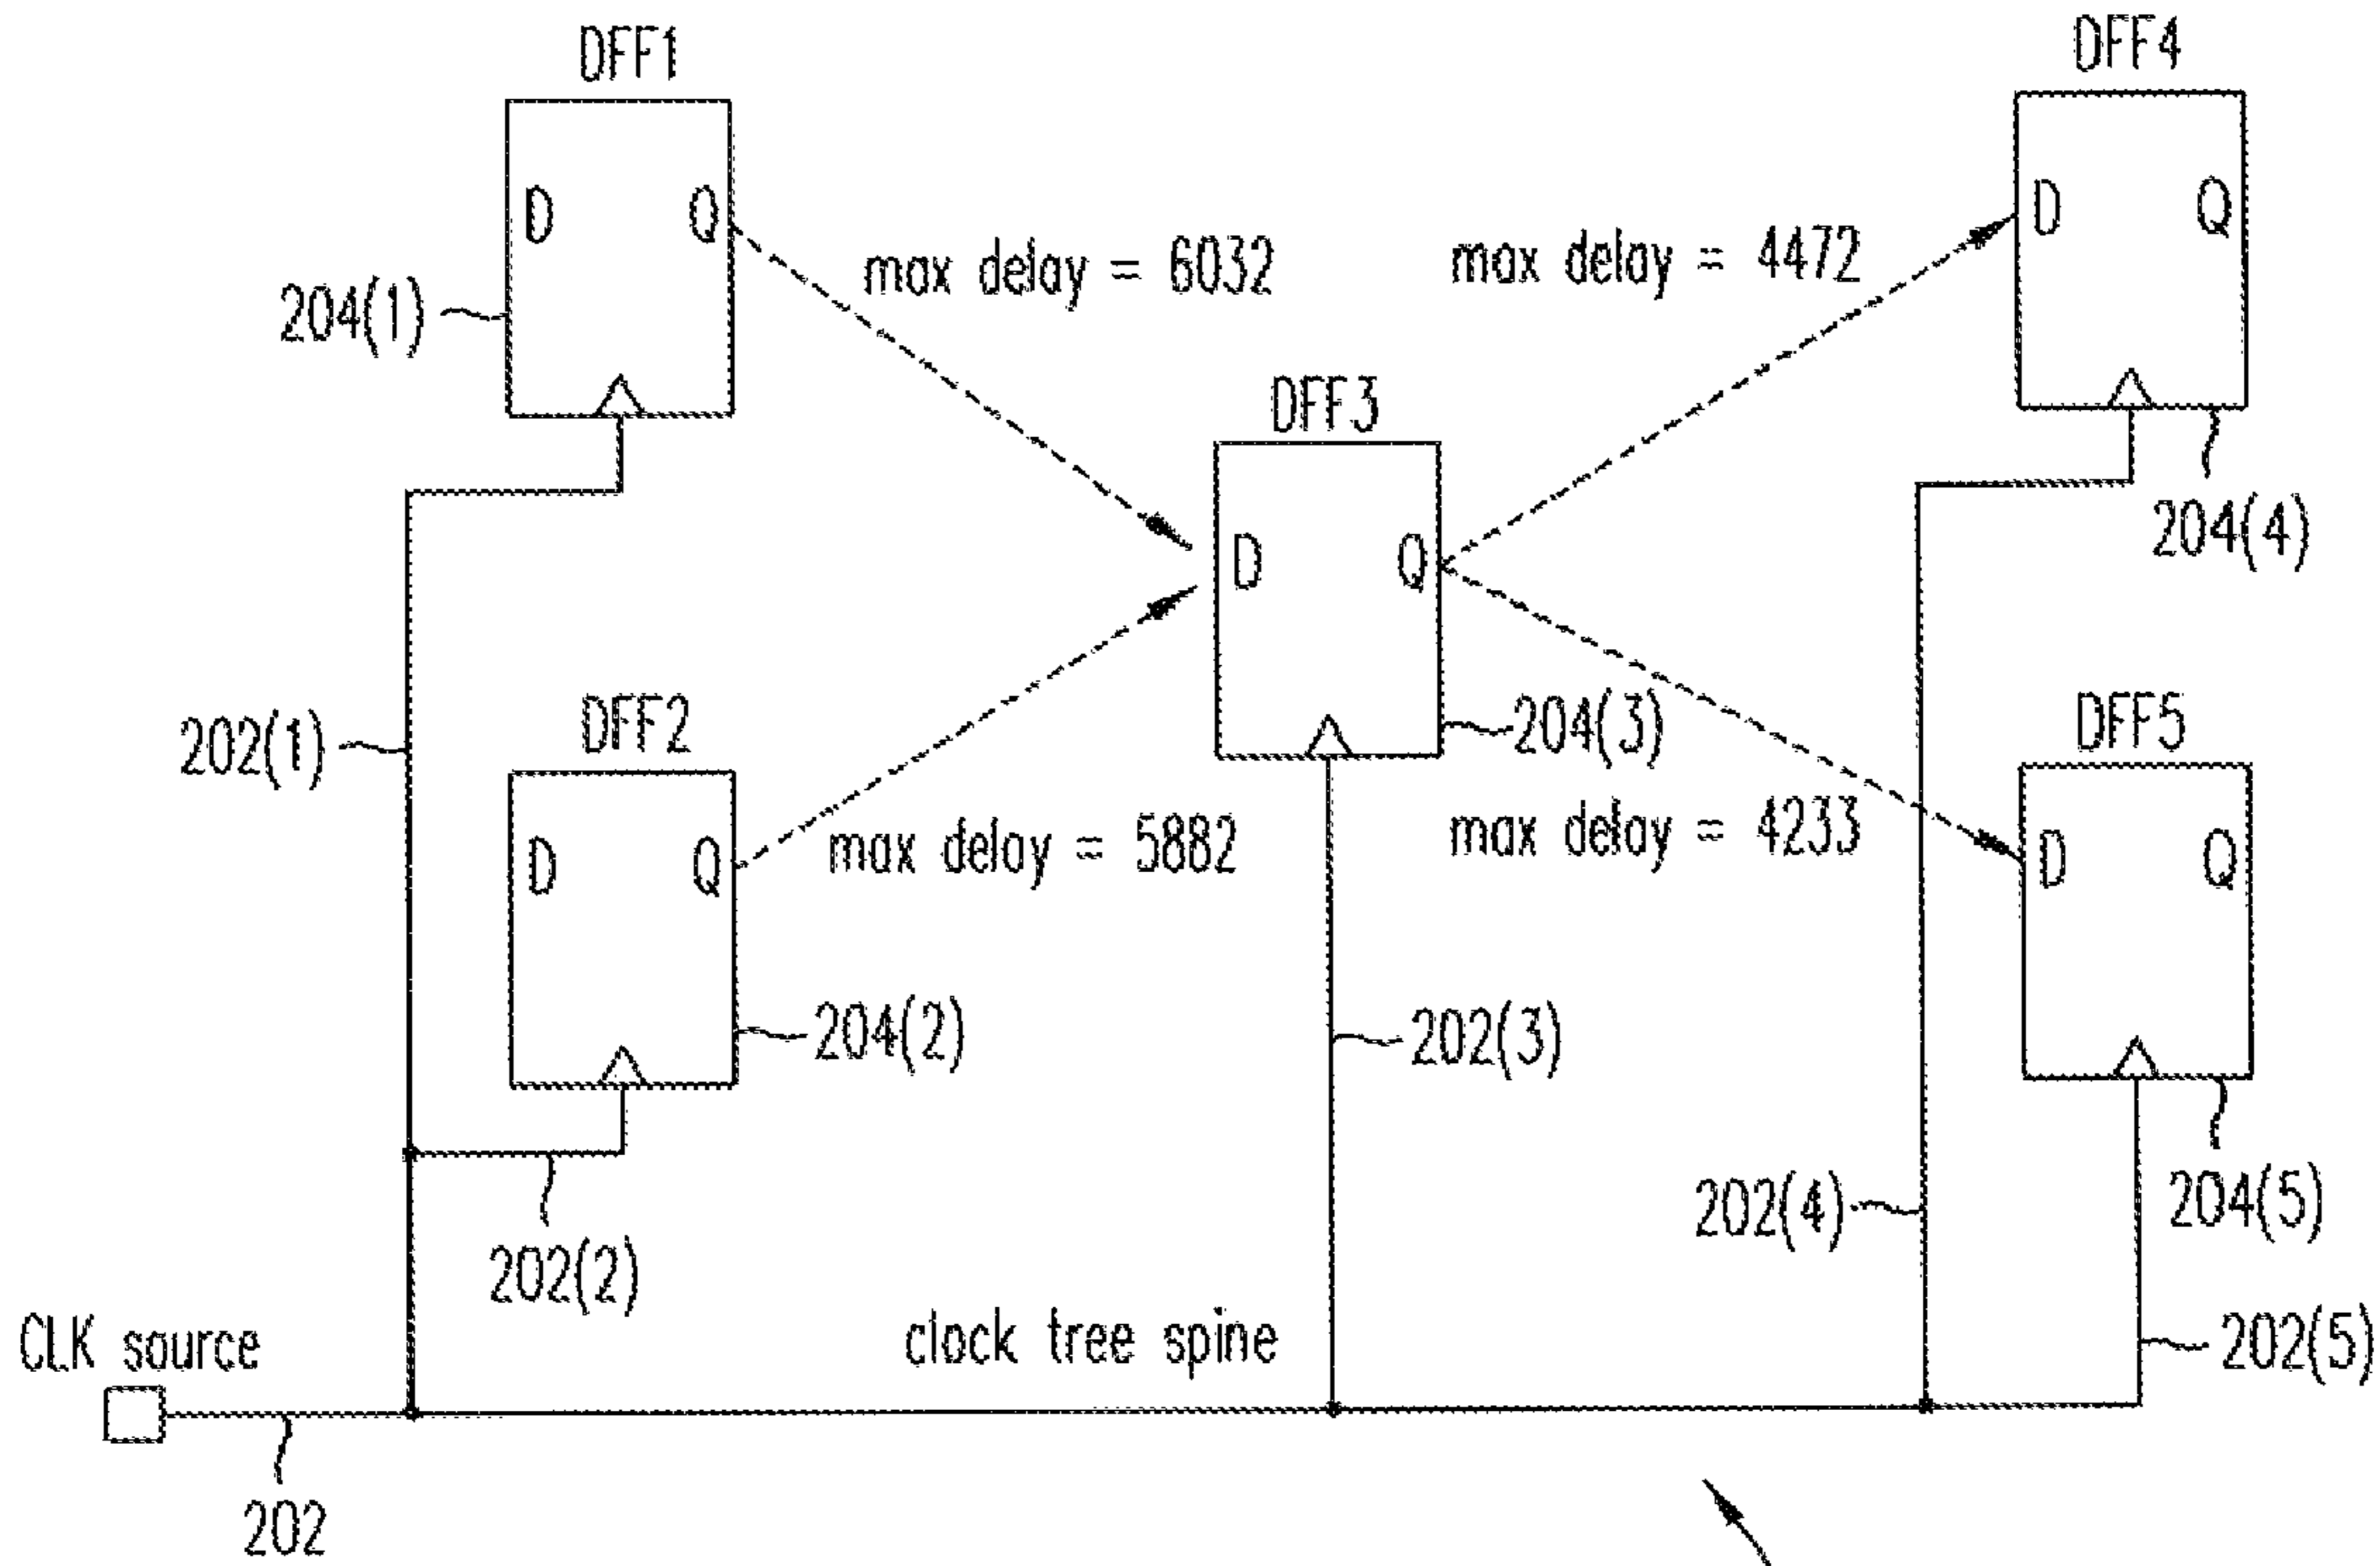 DFF1
DFF4
D Q
D Q
max delay = 6032
max delay = 4472
204(1)
DFF3
204(4)
D Q
DFF2
202(1)
204(3)
DFF5
D Q
max delay = 5882
max delay = 4233
D Q
204(2)
202(3)
202(4)
204(5)
202(2)
CLK source
clock tree spine
202(5)
202